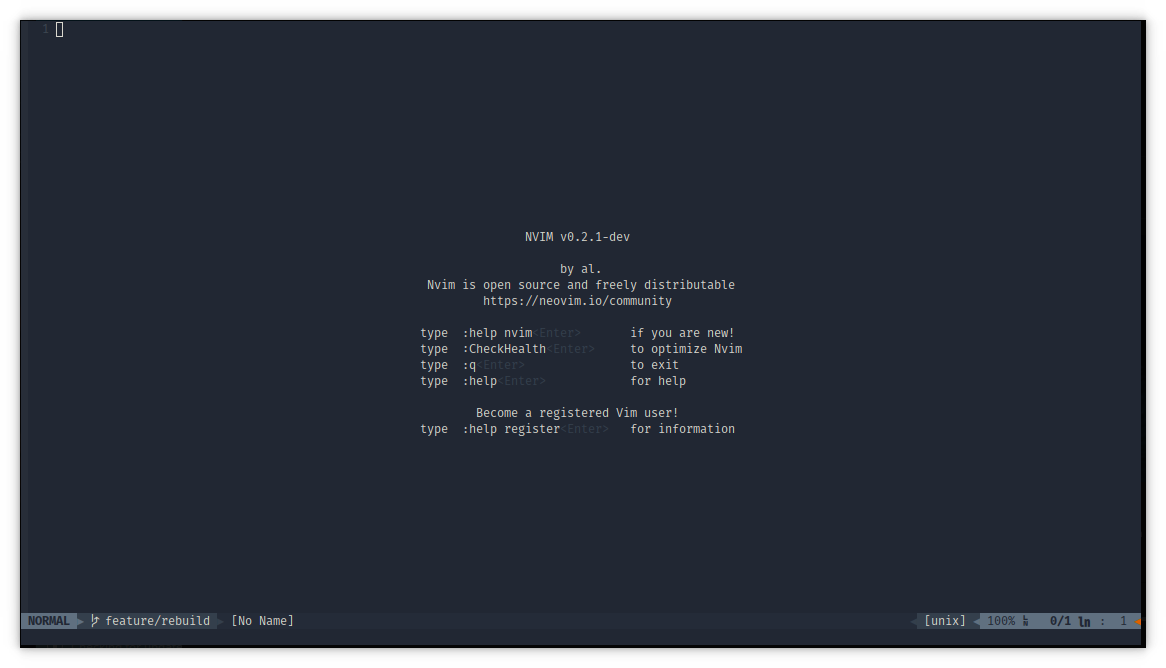 1
NVIM v0.2.1-dev
by al.
Nvim is open source and freely distributable
https://neovim.io/community
type :help nvim<Enter> if you are new!
type :CheckHealth<Enter> to optimize Nvim
type :q<Enter> to exit
type :help<Enter> for help
Become a registered Vim user!
type :help register<Enter> for information
NORMAL feature/rebuild [No Name] [unix] 100% 0/1 ln : 1